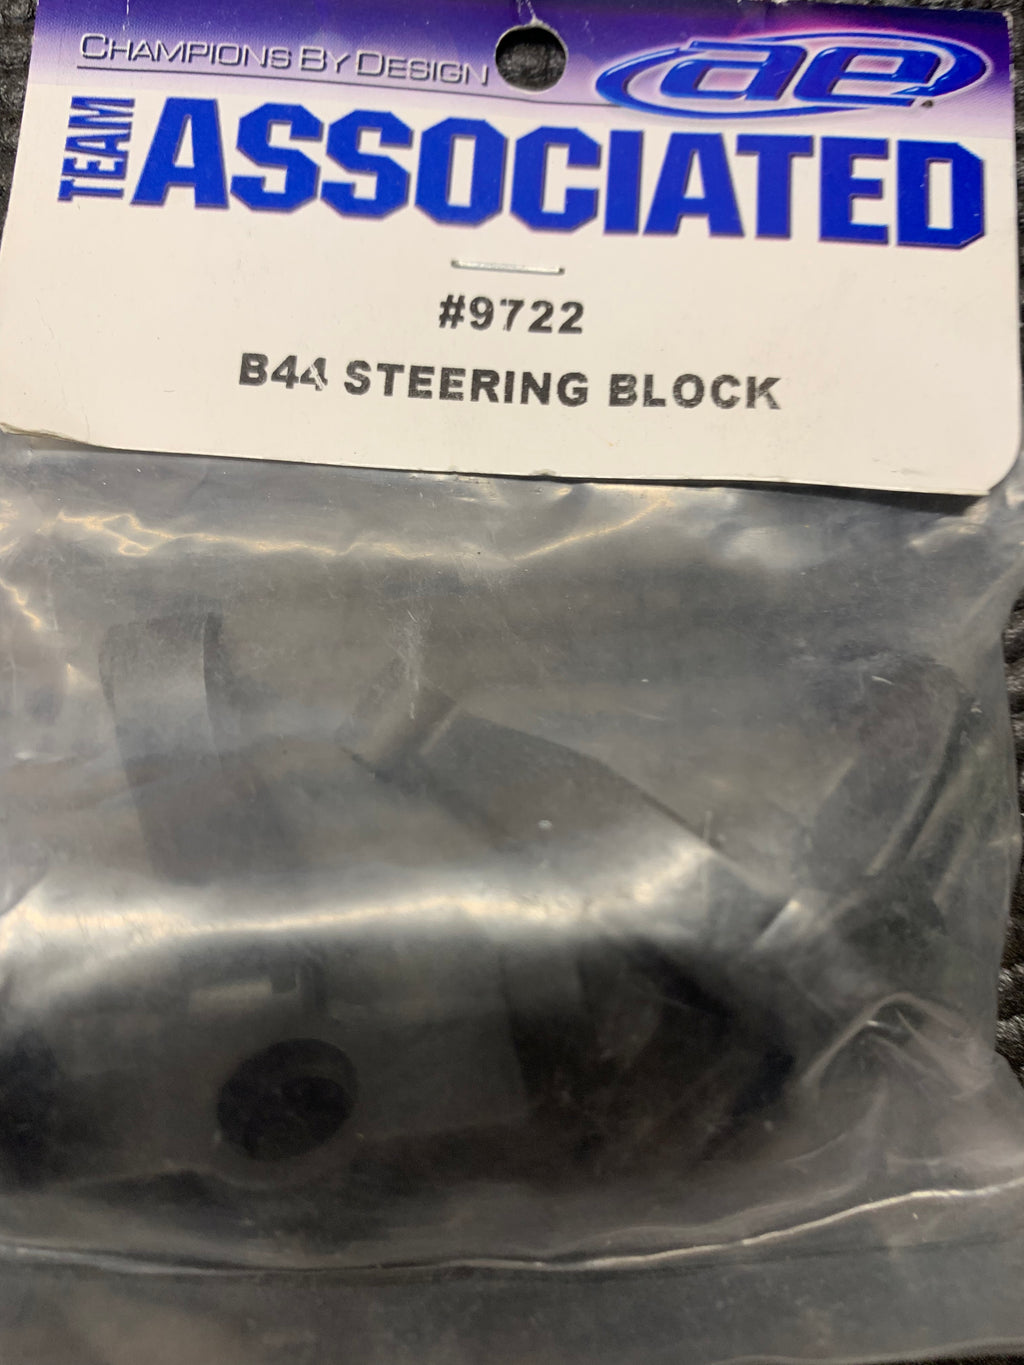 CHAMPIONS BY DESIGN
ae
TEAM ASSOCIATED
#9722
B44 STEERING BLOCK